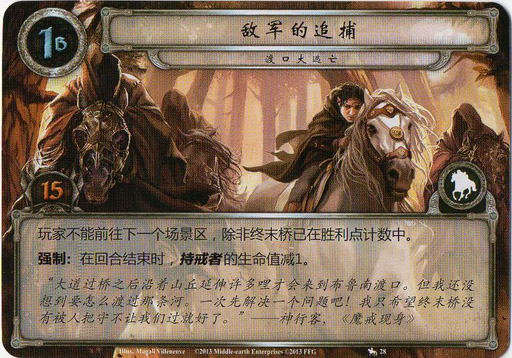 敌军的追捕
1B
渡口大逃亡
15
玩家不能前往下一个场景区，除非终末桥已在胜利点计数中。
强制：在回合结束时，持戒者的生命值减1。
“大道过桥之后沿着山丘延伸许多哩才会来到布鲁南渡口。但我还没
想到要怎么渡过那条河。一次先解决一个问题吧！我只希望终末桥没
有被人把守不让我们过就好了。”——神行客，《魔戒现身》
Illus. Magali Villeneuve ©2013 Middle-earth Enterprises ©2013 FFG 28